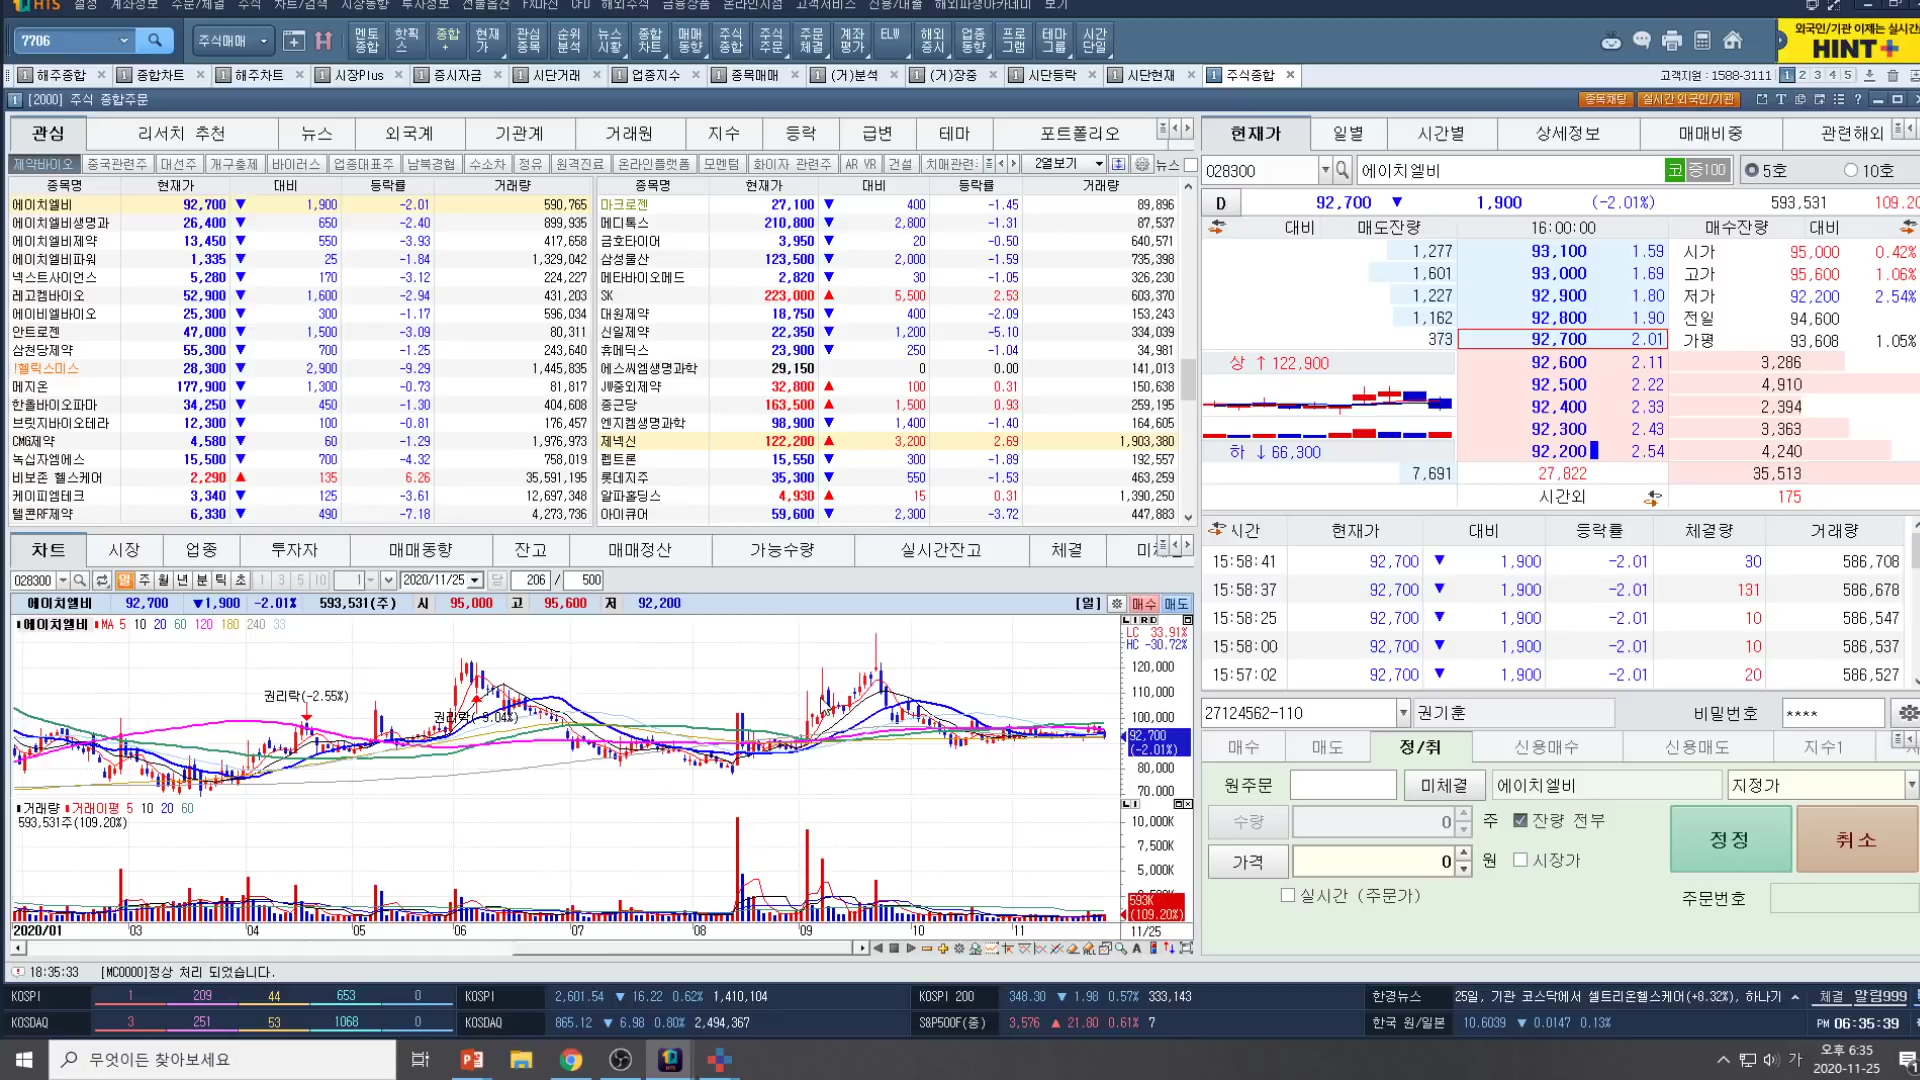 HTS 설정 계좌정보 주문/체결 주식 차트/검색 시장동향 투자정보 선물옵션 FX마진 CFD 해외주식 금융상품 온라인지점 고객서비스 신용/대출 해외파생아카데미 보기
7706 주식매매 멘토종합 핫픽스 종합+ 현재가 관심종목 순위분석 뉴스시황 종합차트 매매동향 주식종합 주식주문 주문체결 계좌평가 ELW 해외증시 업종동향 프로그램 테마그룹 시간단일
외국인/기관 이제는 실시간
HINT+
해주종합 종합차트 해주차트 시장Plus 증시자금 시단거래 업종지수 종목매매 (거)분석 (거)장중 시단등락 시단현재 주식종합 고객지원 : 1588-3111 1 2 3 4 5
[2000] 주식 종합주문 종목채팅 실시간외국인/기관
관심 리서치 추천 뉴스 외국계 기관계 거래원 지수 등락 급변 테마 포트폴리오
제약바이오 중국관련주 대선주 개구충제 바이러스 업종대표주 남북경협 수소차 정유 원격진료 온라인플랫폼 모멘텀 화이자 관련주 AR VR 건설 치매관련 2열보기 뉴스
종목명 현재가 대비 등락률 거래량 종목명 현재가 대비 등락률 거래량
에이치엘비 92,700 ▼ 1,900 -2.01 590,765 마크로젠 27,100 ▼ 400 -1.45 89,896
에이치엘비생명과 26,400 ▼ 650 -2.40 899,935 메디톡스 210,800 ▼ 2,800 -1.31 87,537
에이치엘비제약 13,450 ▼ 550 -3.93 417,658 금호타이어 3,950 ▼ 20 -0.50 640,571
에이치엘비파워 1,335 ▼ 25 -1.84 1,329,042 삼성물산 123,500 ▼ 2,000 -1.59 735,398
넥스트사이언스 5,280 ▼ 170 -3.12 224,227 메타바이오메드 2,820 ▼ 30 -1.05 326,230
레고켐바이오 52,900 ▼ 1,600 -2.94 431,203 SK 223,000 ▲ 5,500 2.53 603,370
에이비엘바이오 25,300 ▼ 300 -1.17 596,034 대원제약 18,750 ▼ 400 -2.09 153,243
안트로젠 47,000 ▼ 1,500 -3.09 80,311 신일제약 22,350 ▼ 1,200 -5.10 334,039
삼천당제약 55,300 ▼ 700 -1.25 243,640 휴메딕스 23,900 ▼ 250 -1.04 34,981
!헬릭스미스 28,300 ▼ 2,900 -9.29 1,445,835 에스씨엠생명과학 29,150 0 0.00 141,013
메지온 177,900 ▼ 1,300 -0.73 81,817 JW중외제약 32,800 ▲ 100 0.31 150,638
한올바이오파마 34,250 ▼ 450 -1.30 404,608 종근당 163,500 ▲ 1,500 0.93 259,195
브릿지바이오테라 12,300 ▼ 100 -0.81 176,457 엔지켐생명과학 98,900 ▼ 1,400 -1.40 164,605
CMG제약 4,580 ▼ 60 -1.29 1,976,973 제넥신 122,200 ▲ 3,200 2.69 1,903,380
녹십자엠에스 15,500 ▼ 700 -4.32 758,019 펩트론 15,550 ▼ 300 -1.89 192,557
비보존 헬스케어 2,290 ▲ 135 6.26 35,591,195 롯데지주 35,300 ▼ 550 -1.53 463,259
케이피엠테크 3,340 ▼ 125 -3.61 12,697,348 알파홀딩스 4,930 ▲ 15 0.31 1,390,250
텔콘RF제약 6,330 ▼ 490 -7.18 4,273,736 아이큐어 59,600 ▼ 2,300 -3.72 447,883
차트 시장 업종 투자자 매매동향 잔고 매매정산 가능수량 실시간잔고 체결
028300 일 주 월 년 분 틱 초 1 3 5 10 1 2020/11/25 당 206 / 500
에이치엘비 92,700 ▼1,900 -2.01% 593,531(주) 시 95,000 고 95,600 저 92,200 [일] 매수 매도
에이치엘비 MA 5 10 20 60 120 180 240 33
LC 33.91%
HC -30.72%
120,000
110,000
100,000
92,700
(-2.01%)
80,000
70,000
권리락(-2.55%)
권리락(-9.04%)
거래량 거래이평 5 10 20 60
593,531주(109.20%)
10,000K
7,500K
5,000K
593K
(109.20%)
2020/01 03 04 05 06 07 08 09 10 11 11/25
18:35:33 [MC0000]정상 처리 되었습니다.
현재가 일별 시간별 상세정보 매매비중 관련해외
028300 에이치엘비 코 증100 5호 10호
D 92,700 ▼ 1,900 (-2.01%) 593,531 109.20
대비 매도잔량 16:00:00 매수잔량 대비
1,277 93,100 1.59 시가 95,000 0.42%
1,601 93,000 1.69 고가 95,600 1.06%
1,227 92,900 1.80 저가 92,200 2.54%
1,162 92,800 1.90 전일 94,600
373 92,700 2.01 가평 93,608 1.05%
상 ↑ 122,900 92,600 2.11 3,286
92,500 2.22 4,910
92,400 2.33 2,394
92,300 2.43 3,363
하 ↓ 66,300 92,200 2.54 4,240
7,691 27,822 35,513
시간외 175
시간 현재가 대비 등락률 체결량 거래량
15:58:41 92,700 ▼ 1,900 -2.01 30 586,708
15:58:37 92,700 ▼ 1,900 -2.01 131 586,678
15:58:25 92,700 ▼ 1,900 -2.01 10 586,547
15:58:00 92,700 ▼ 1,900 -2.01 10 586,537
15:57:02 92,700 ▼ 1,900 -2.01 20 586,527
27124562-110 권기훈 비밀번호 ****
매수 매도 정/취 신용매수 신용매도 지수1
원주문 미체결 에이치엘비 지정가
수량 0 주 잔량 전부 정정 취소
가격 0 원 시장가
실시간 (주문가) 주문번호
KOSPI 1 209 44 653 0 KOSPI 2,601.54 ▼ 16.22 0.62% 1,410,104 KOSPI 200 348.30 ▼ 1.98 0.57% 333,143 한경뉴스 25일, 기관 코스닥에서 셀트리온헬스케어(+8.32%), 하나기 체결 알림999
KOSDAQ 3 251 53 1068 0 KOSDAQ 865.12 ▼ 6.98 0.80% 2,494,367 S&P500F(종) 3,576 ▲ 21.80 0.61% 7 한국 원/일본 10.6039 ▼ 0.0147 0.13% PM 06:35:39
무엇이든 찾아보세요 가 오후 6:35
2020-11-25